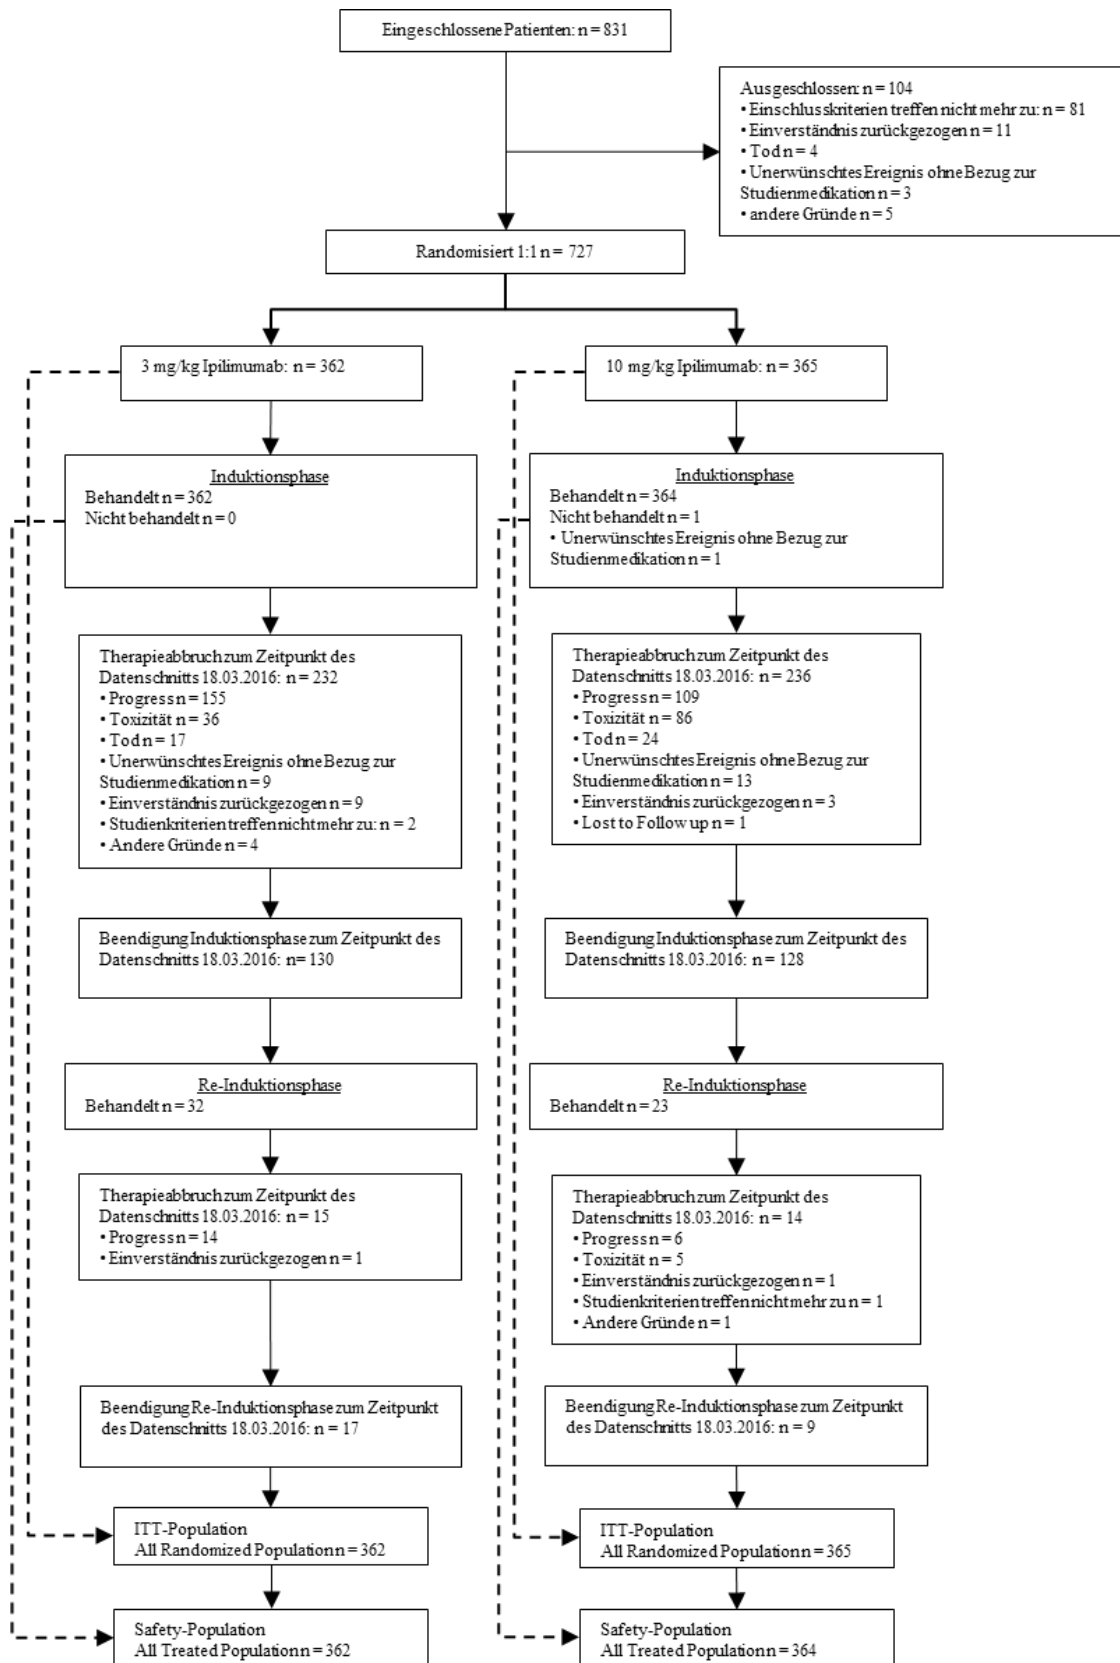 Eingeschlossene Patienten: n = 831
Ausgeschlossen: n = 104
• Einschlusskriterien treffen nicht mehr zu: n = 81
• Einverständnis zurückgezogen n = 11
• Tod n = 4
• Unerwünschtes Ereignis ohne Bezug zur
Studienmedikation n = 3
• andere Gründe n = 5
Randomisiert 1:1 n = 727
3 mg/kg Ipilimumab: n = 362
10 mg/kg Ipilimumab: n = 365
Induktionsphase
Behandelt n = 362
Nicht behandelt n = 0
Induktionsphase
Behandelt n = 364
Nicht behandelt n = 1
• Unerwünschtes Ereignis ohne Bezug zur
Studienmedikation n = 1
Therapieabbruch zum Zeitpunkt des
Datenschnitts 18.03.2016: n = 232
• Progress n = 155
• Toxizität n = 36
• Tod n = 17
• Unerwünschtes Ereignis ohne Bezug zur
Studienmedikation n = 9
• Einverständnis zurückgezogen n = 9
• Studienkriterien treffen nicht mehr zu: n = 2
• Andere Gründe n = 4
Therapieabbruch zum Zeitpunkt des
Datenschnitts 18.03.2016: n = 236
• Progress n = 109
• Toxizität n = 86
• Tod n = 24
• Unerwünschtes Ereignis ohne Bezug zur
Studienmedikation n = 13
• Einverständnis zurückgezogen n = 3
• Lost to Follow up n = 1
Beendigung Induktionsphase zum Zeitpunkt des
Datenschnitts 18.03.2016: n= 130
Beendigung Induktionsphase zum Zeitpunkt des
Datenschnitts 18.03.2016: n = 128
Re-Induktionsphase
Behandelt n = 32
Re-Induktionsphase
Behandelt n = 23
Therapieabbruch zum Zeitpunkt des
Datenschnitts 18.03.2016: n = 15
• Progress n = 14
• Einverständnis zurückgezogen n = 1
Therapieabbruch zum Zeitpunkt des
Datenschnitts 18.03.2016: n = 14
• Progress n = 6
• Toxizität n = 5
• Einverständnis zurückgezogen n = 1
• Studienkriterien treffen nicht mehr zu n = 1
• Andere Gründe n = 1
Beendigung Re-Induktionsphase zum Zeitpunkt
des Datenschnitts 18.03.2016: n = 17
Beendigung Re-Induktionsphase zum Zeitpunkt
des Datenschnitts 18.03.2016: n = 9
ITT-Population
All Randomized Population n = 362
ITT-Population
All Randomized Population n = 365
Safety-Population
All Treated Population n = 362
Safety-Population
All Treated Population n = 364